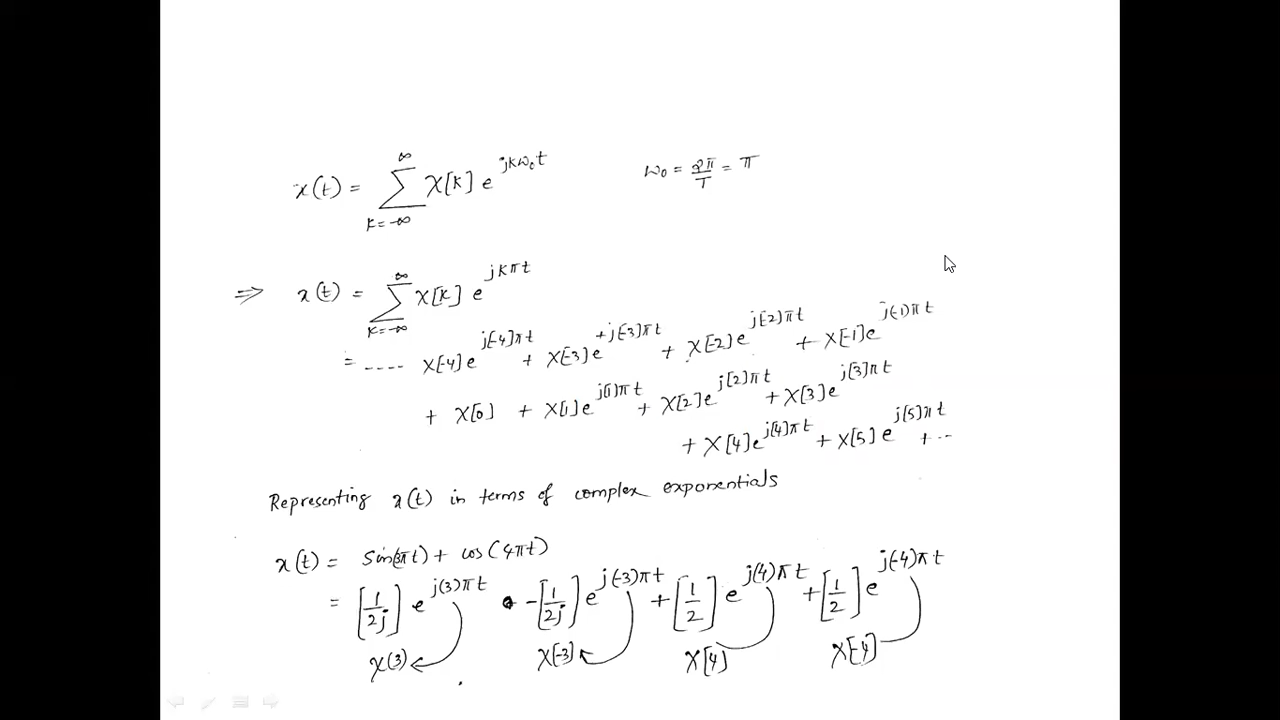 x(t) = ∑_{k=-∞}^{∞} X[k] e^{jkω₀t}    ω₀ = 2π/T = π
⇒ x(t) = ∑_{k=-∞}^{∞} X[k] e^{jkπt}
= .... X[-4] e^{j[-4]πt} + X[-3] e^{+j[-3]πt} + X[-2] e^{j[-2]πt} + X[-1] e^{j(-1)πt}
+ X[0] + X[1] e^{j[1]πt} + X[2] e^{j[2]πt} + X[3] e^{j[3]πt}
+ X[4] e^{j[4]πt} + X[5] e^{j[5]πt} + ...
Representing x(t) in terms of complex exponentials
x(t) = Sin(3πt) + cos(4πt)
= [1/2j] e^{j(3)πt} - [1/2j] e^{j(-3)πt} + [1/2] e^{j(4)πt} + [1/2] e^{j(-4)πt}
X(3) X[-3] X[4] X[-4]